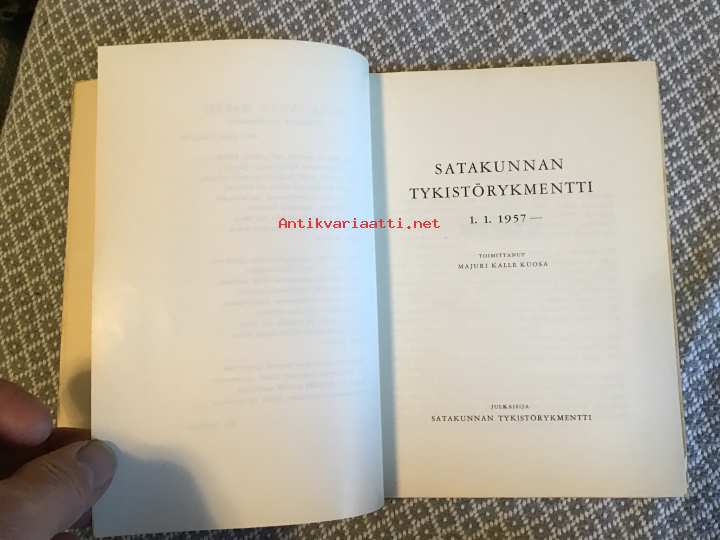 SATAKUNNAN
TYKISTÖRYKMENTTI
1. 1. 1957 —
Antikvariaatti.net
TOIMITTANUT
MAJURI KALLE KUOSA
JULKAISIJA
SATAKUNNAN TYKISTÖRYKMENTTI